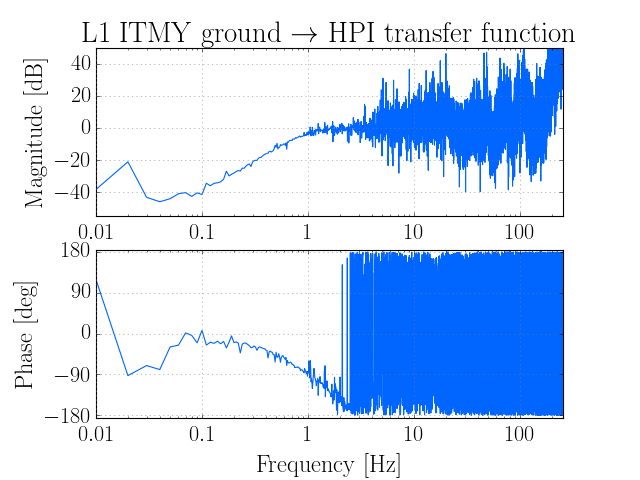 L1 ITMY ground → HPI transfer function
Magnitude [dB]
40
20
0
−20
−40
0.01 0.1 1 10 100
Phase [deg]
180
90
0
−90
−180
0.01 0.1 1 10 100
Frequency [Hz]